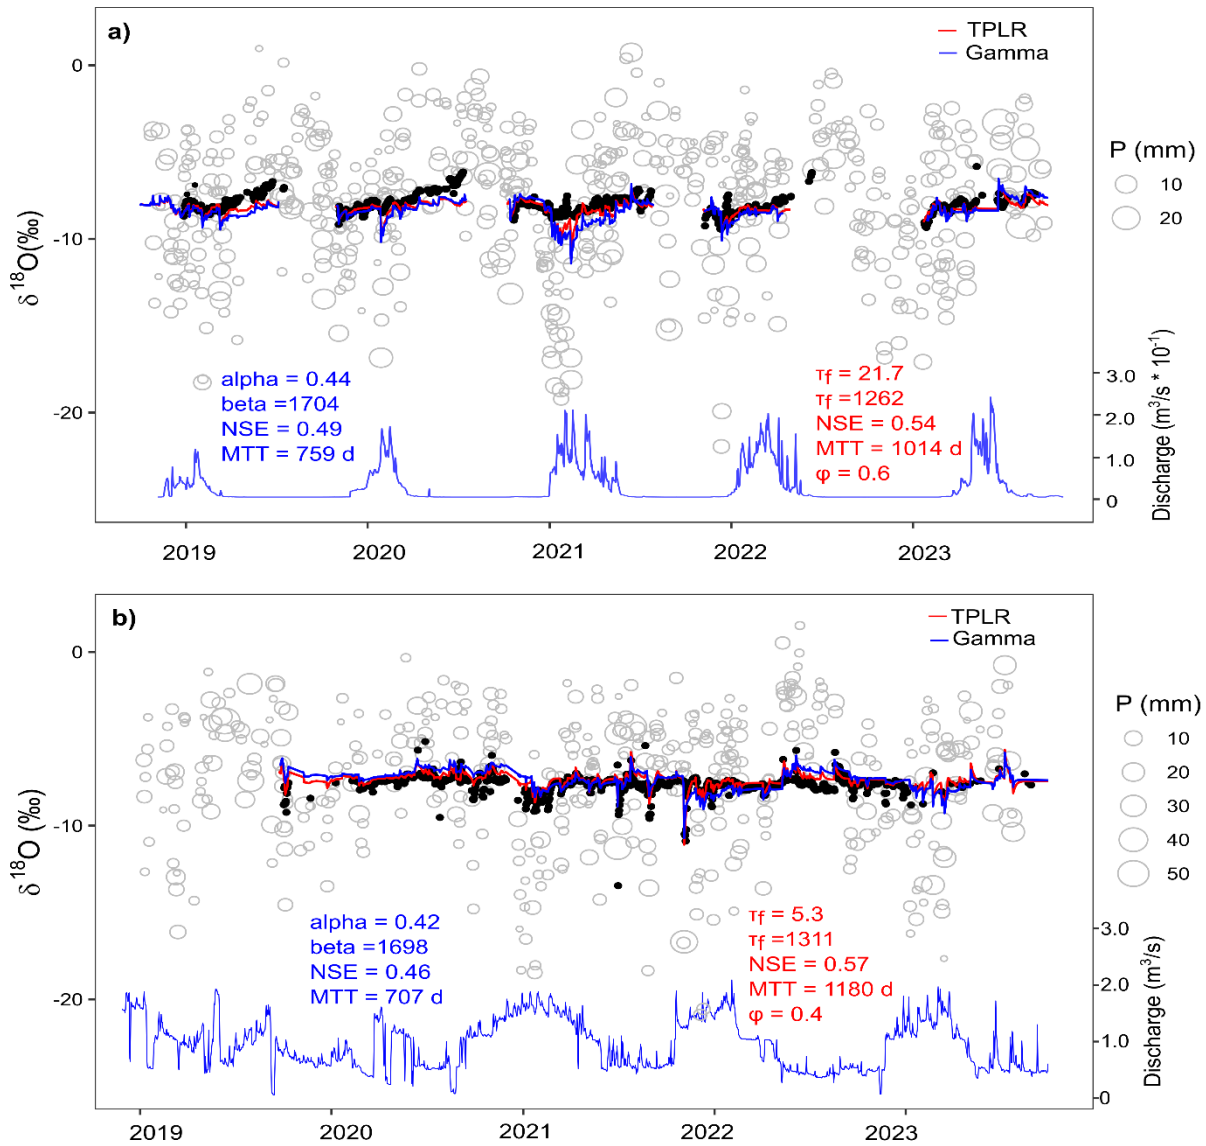 a)
TPLR
Gamma
0
-10
-20
δ ¹⁸O(‰)
P (mm)
10
20
alpha = 0.44
beta =1704
NSE = 0.49
MTT = 759 d
τf = 21.7
τf =1262
NSE = 0.54
MTT = 1014 d
φ = 0.6
3.0
2.0
1.0
0
Discharge (m³/s * 10⁻¹)
2019
2020
2021
2022
2023
b)
TPLR
Gamma
0
-10
-20
δ ¹⁸O (‰)
P (mm)
10
20
30
40
50
alpha = 0.42
beta =1698
NSE = 0.46
MTT = 707 d
τf = 5.3
τf =1311
NSE = 0.57
MTT = 1180 d
φ = 0.4
3.0
2.0
1.0
0
Discharge (m³/s)
2019
2020
2021
2022
2023